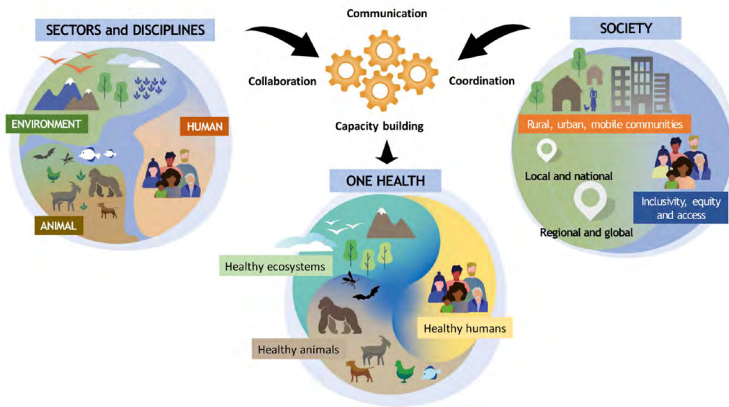 SECTORS and DISCIPLINES
ENVIRONMENT
HUMAN
ANIMAL
Communication
Collaboration
Coordination
Capacity building
SOCIETY
Rural, urban, mobile communities
Local and national
Inclusivity, equity
and access
Regional and global
ONE HEALTH
Healthy ecosystems
Healthy humans
Healthy animals